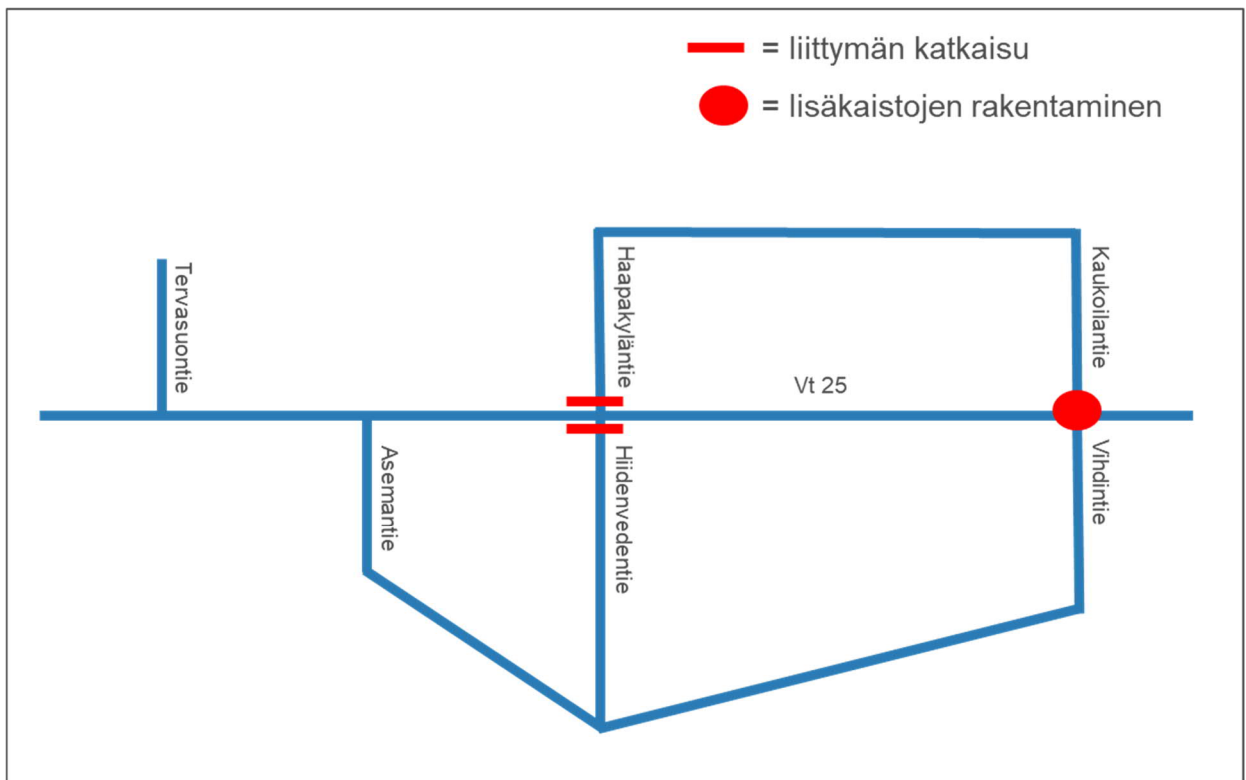 = liittymän katkaisu
= lisäkaistojen rakentaminen
Tervasuontie
Haapakyläntie
Kaukoilantie
Vt 25
Asemantie
Hiidenvedentie
Vihdintie